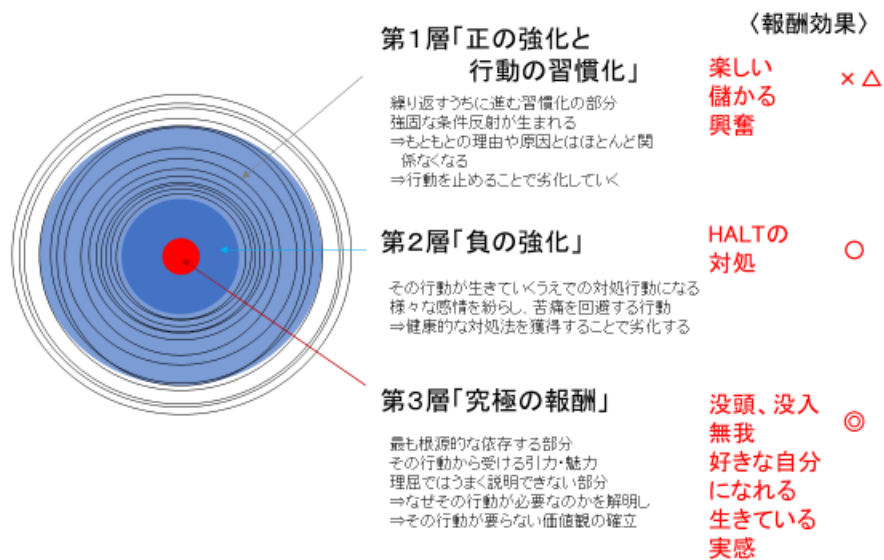 〈報酬効果〉
第1層「正の強化と
行動の習慣化」
繰り返すうちに進む習慣化の部分
強固な条件反射が生まれる
⇒もともとの理由や原因とはほとんど関
係なくなる
⇒行動を止めることで劣化していく
楽しい
儲かる
興奮
×△
第2層「負の強化」
その行動が生きていくうえでの対処行動になる
様々な感情を紛らし、苦痛を回避する行動
⇒健康的な対処法を獲得することで劣化する
HALTの
対処
○
第3層「究極の報酬」
最も根源的な依存する部分
その行動から受ける引力・魅力
理屈ではうまく説明できない部分
⇒なぜその行動が必要なのかを解明し
⇒その行動が要らない価値観の確立
没頭、没入
無我
好きな自分
になれる
生きている
実感
◎